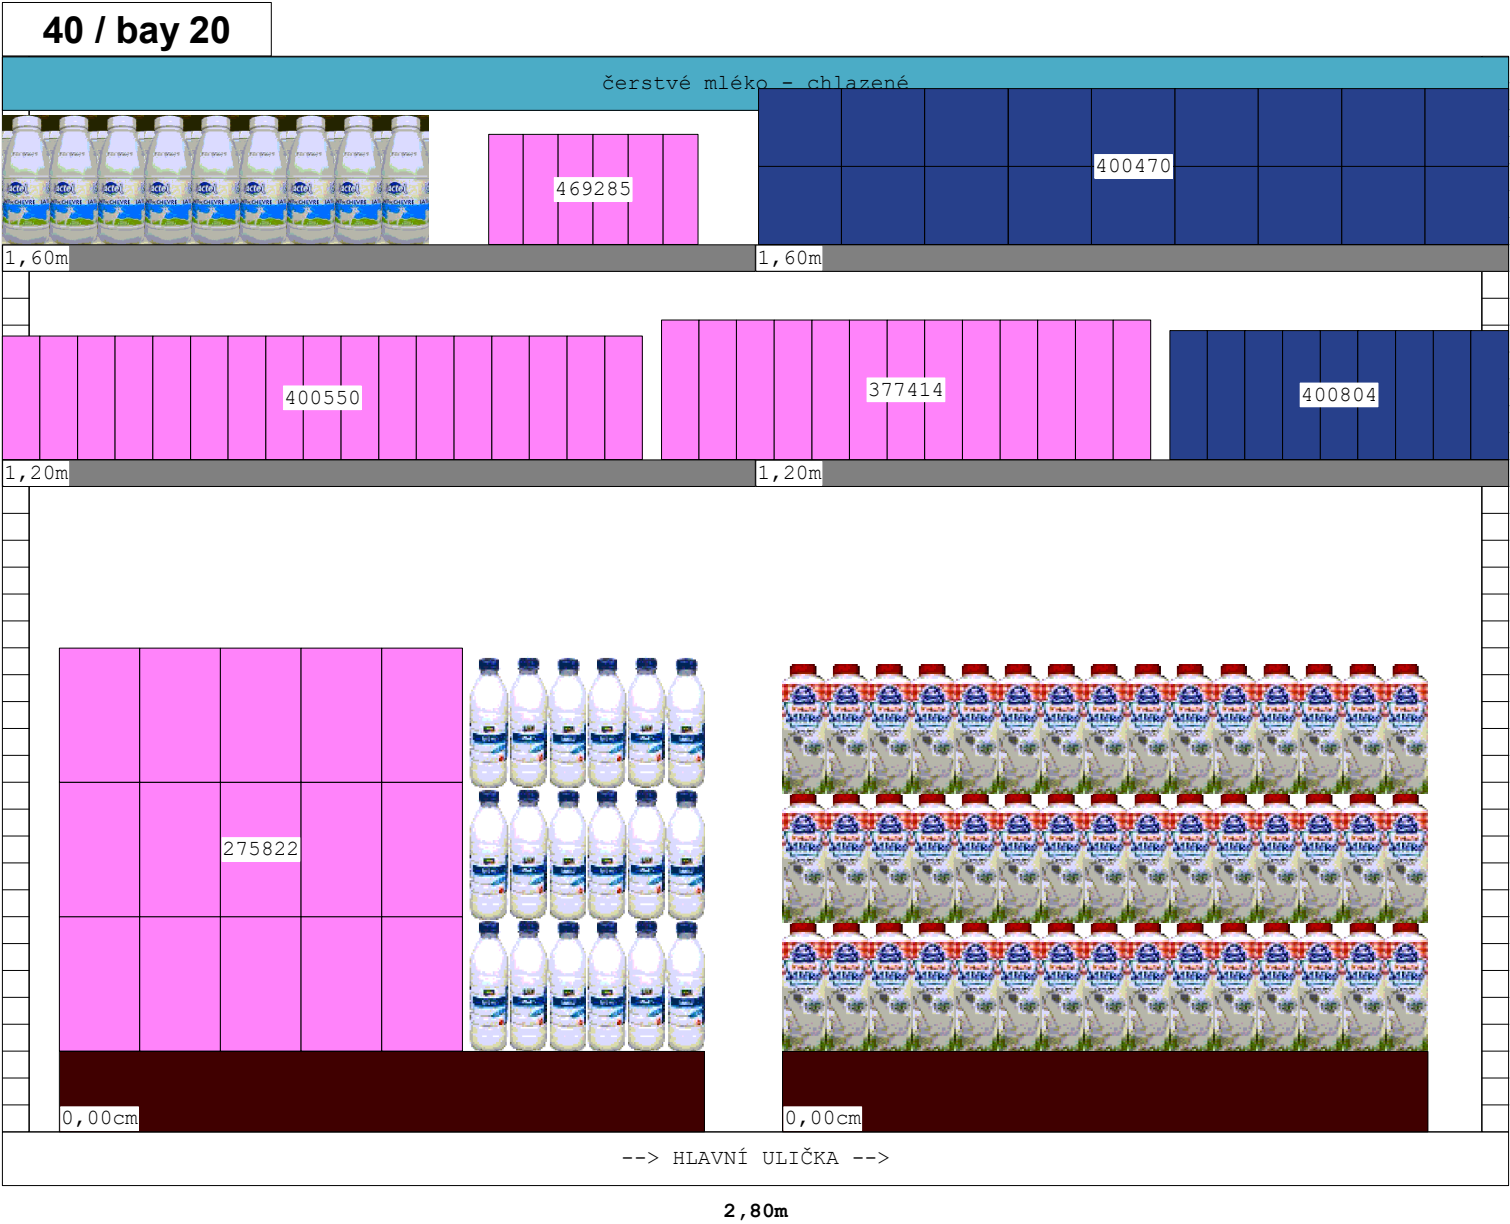 40 / bay 20
čerstvé mléko - chlazené
469285
400470
1,60m
1,60m
400550
377414
400804
1,20m
1,20m
275822
0,00cm
0,00cm
--> HLAVNÍ ULIČKA -->
2,80m